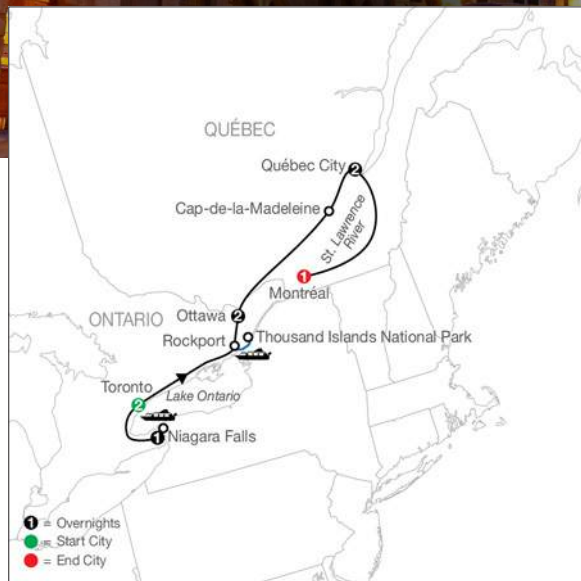 QUÉBEC
Québec City 2
Cap-de-la-Madeleine
St. Lawrence
River
1
Montréal
Ottawa 2
ONTARIO
Thousand Islands National Park
Rockport
Toronto
Lake Ontario
2
1 Niagara Falls
1 = Overnights
= Start City
= End City